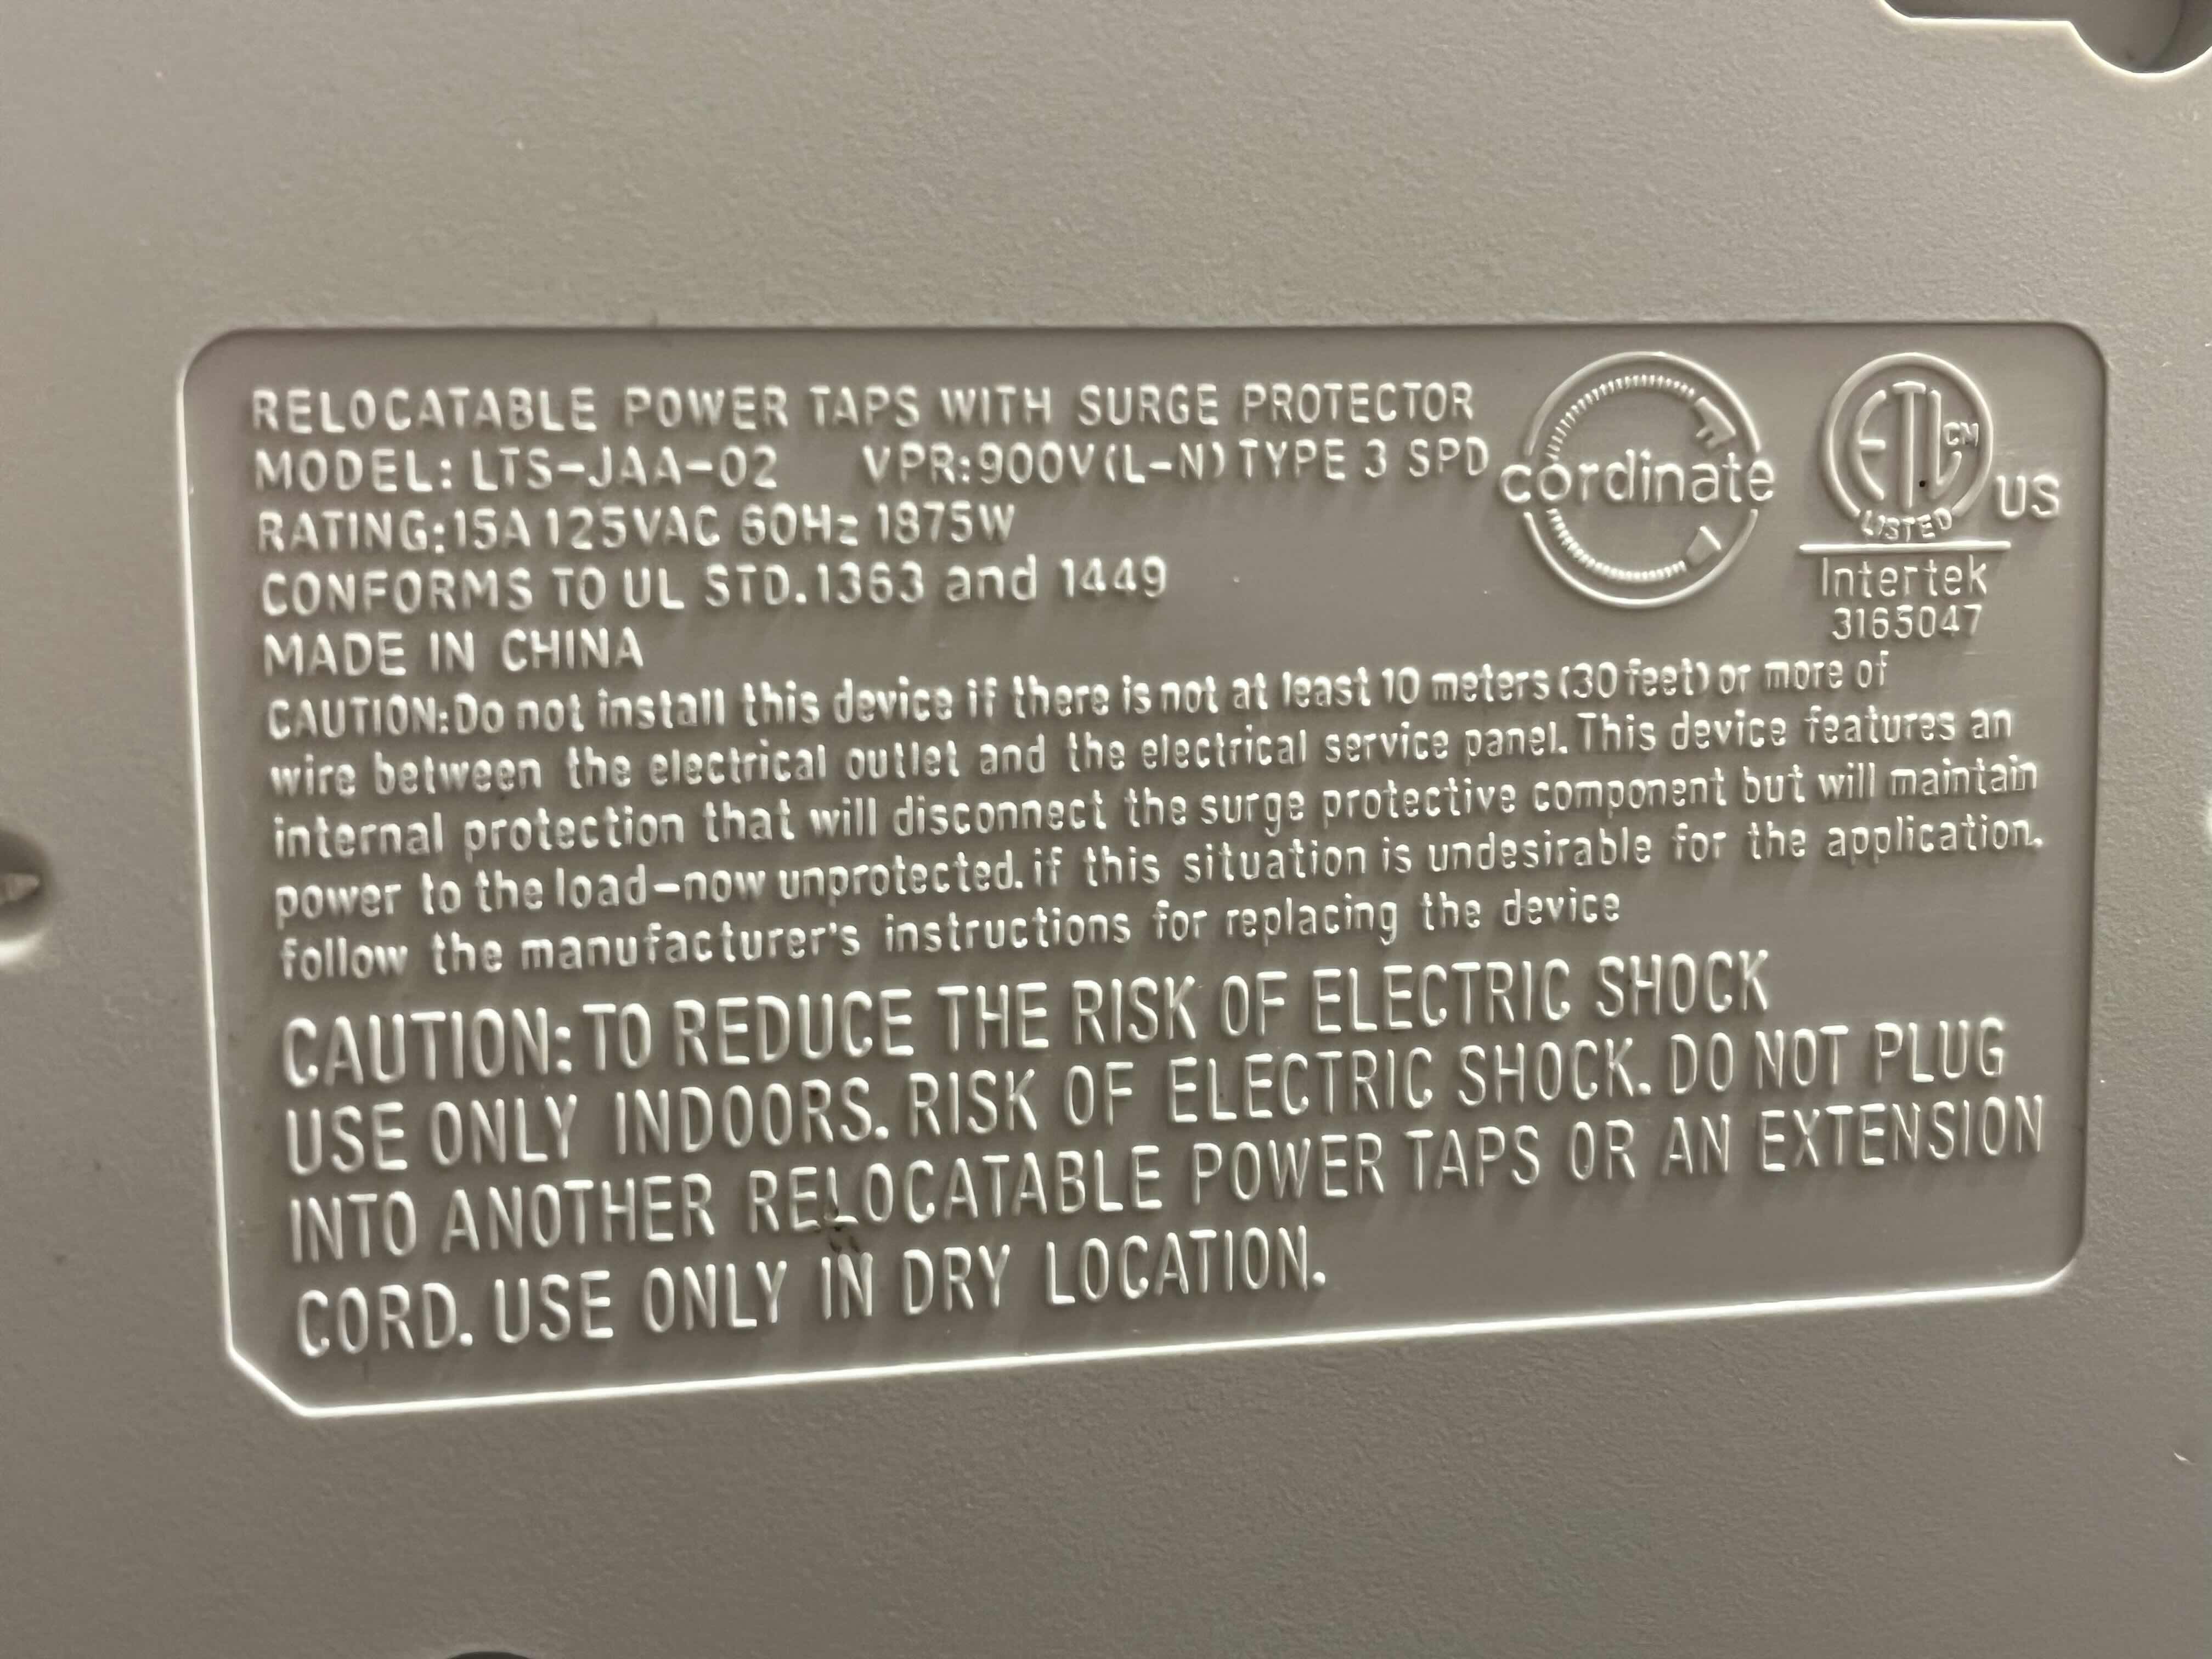 RELOCATABLE POWER TAPS WITH SURGE PROTECTOR
MODEL: LTS-JAA-02 VPR:900V(L-N) TYPE 3 SPD
RATING:15A 125VAC 60Hz 1875W
CONFORMS TO UL STD.1363 and 1449
MADE IN CHINA
cordinate
ETL CM
LISTED
US
Intertek
3165047
CAUTION:Do not install this device if there is not at least 10 meters (30 feet) or more of
wire between the electrical outlet and the electrical service panel. This device features an
internal protection that will disconnect the surge protective component but will maintain
power to the load-now unprotected. if this situation is undesirable for the application.
follow the manufacturer's instructions for replacing the device
CAUTION: TO REDUCE THE RISK OF ELECTRIC SHOCK
USE ONLY INDOORS. RISK OF ELECTRIC SHOCK. DO NOT PLUG
INTO ANOTHER RELOCATABLE POWER TAPS OR AN EXTENSION
CORD. USE ONLY IN DRY LOCATION.